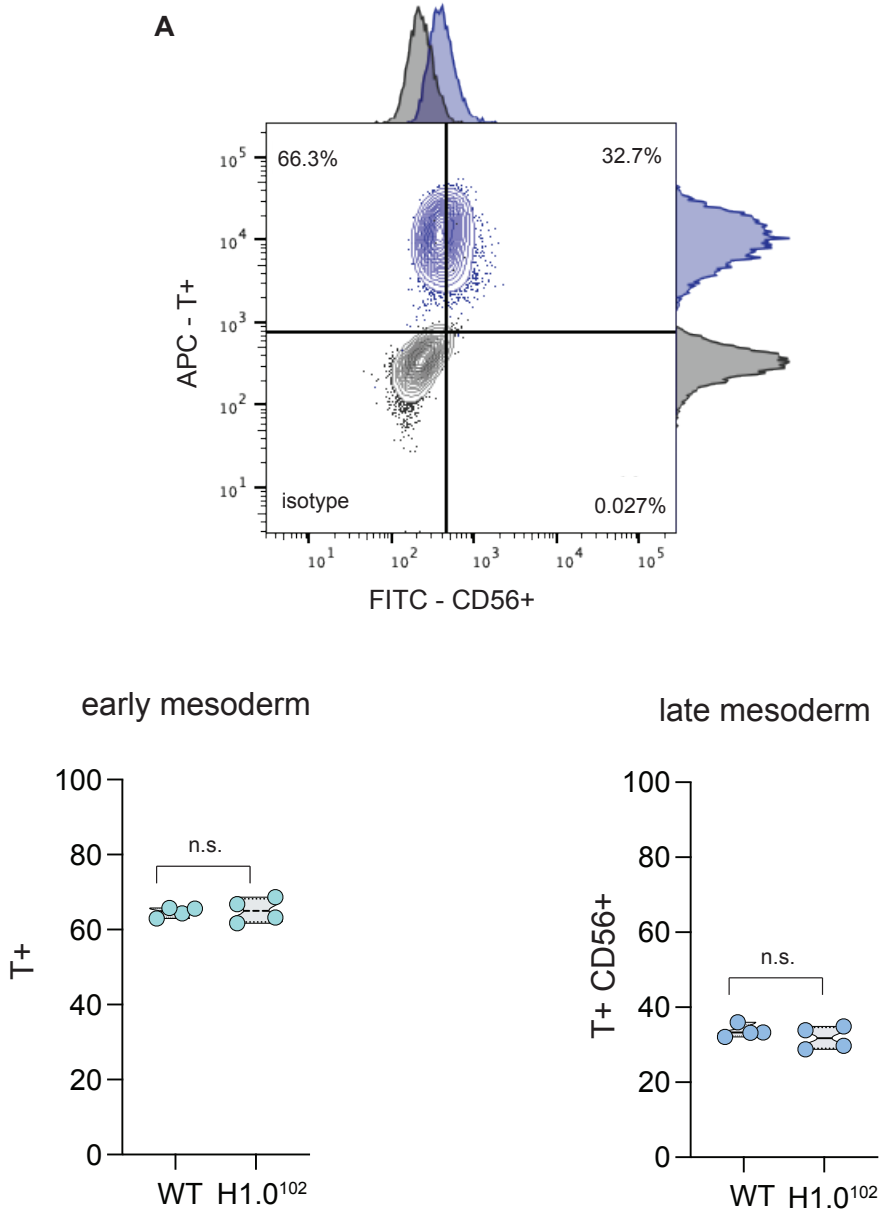 A
66.3%
32.7%
10⁵
10⁴
10³
10²
10¹
APC - T+
isotype
0.027%
10¹ 10² 10³ 10⁴ 10⁵
FITC - CD56+
early mesoderm
100
80
60
40
20
0
T+
n.s.
WT H1.0¹⁰²
late mesoderm
100
80
60
40
20
0
T+ CD56+
n.s.
WT H1.0¹⁰²